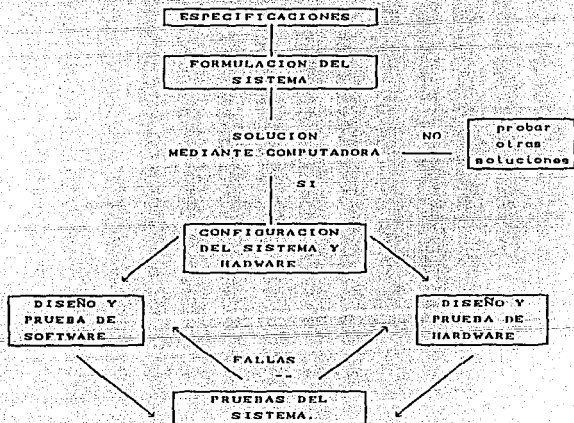 ESPECIFICACIONES
FORMULACION DEL
SISTEMA
SOLUCION
MEDIANTE COMPUTADORA
NO
probar
otras
soluciones
SI
CONFIGURACION
DEL SISTEMA Y
HADWARE
DISEÑO Y
PRUEBA DE
SOFTWARE
DISEÑO Y
PRUEBA DE
HARDWARE
FALLAS
PRUEBAS DEL
SISTEMA.